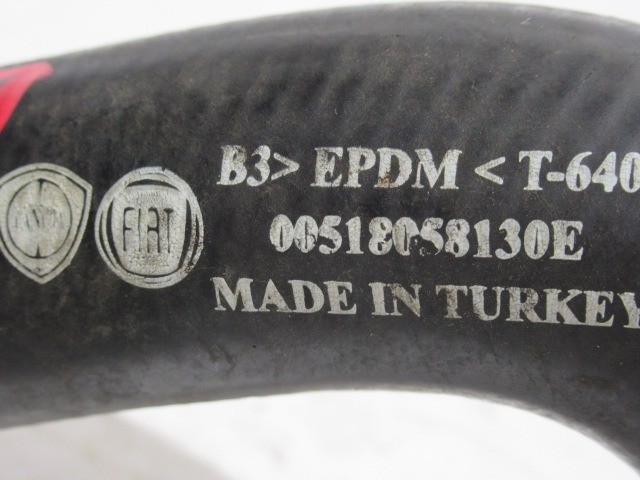 B3> EPDM < T-640
00518058130E
MADE IN TURKEY
FIAT